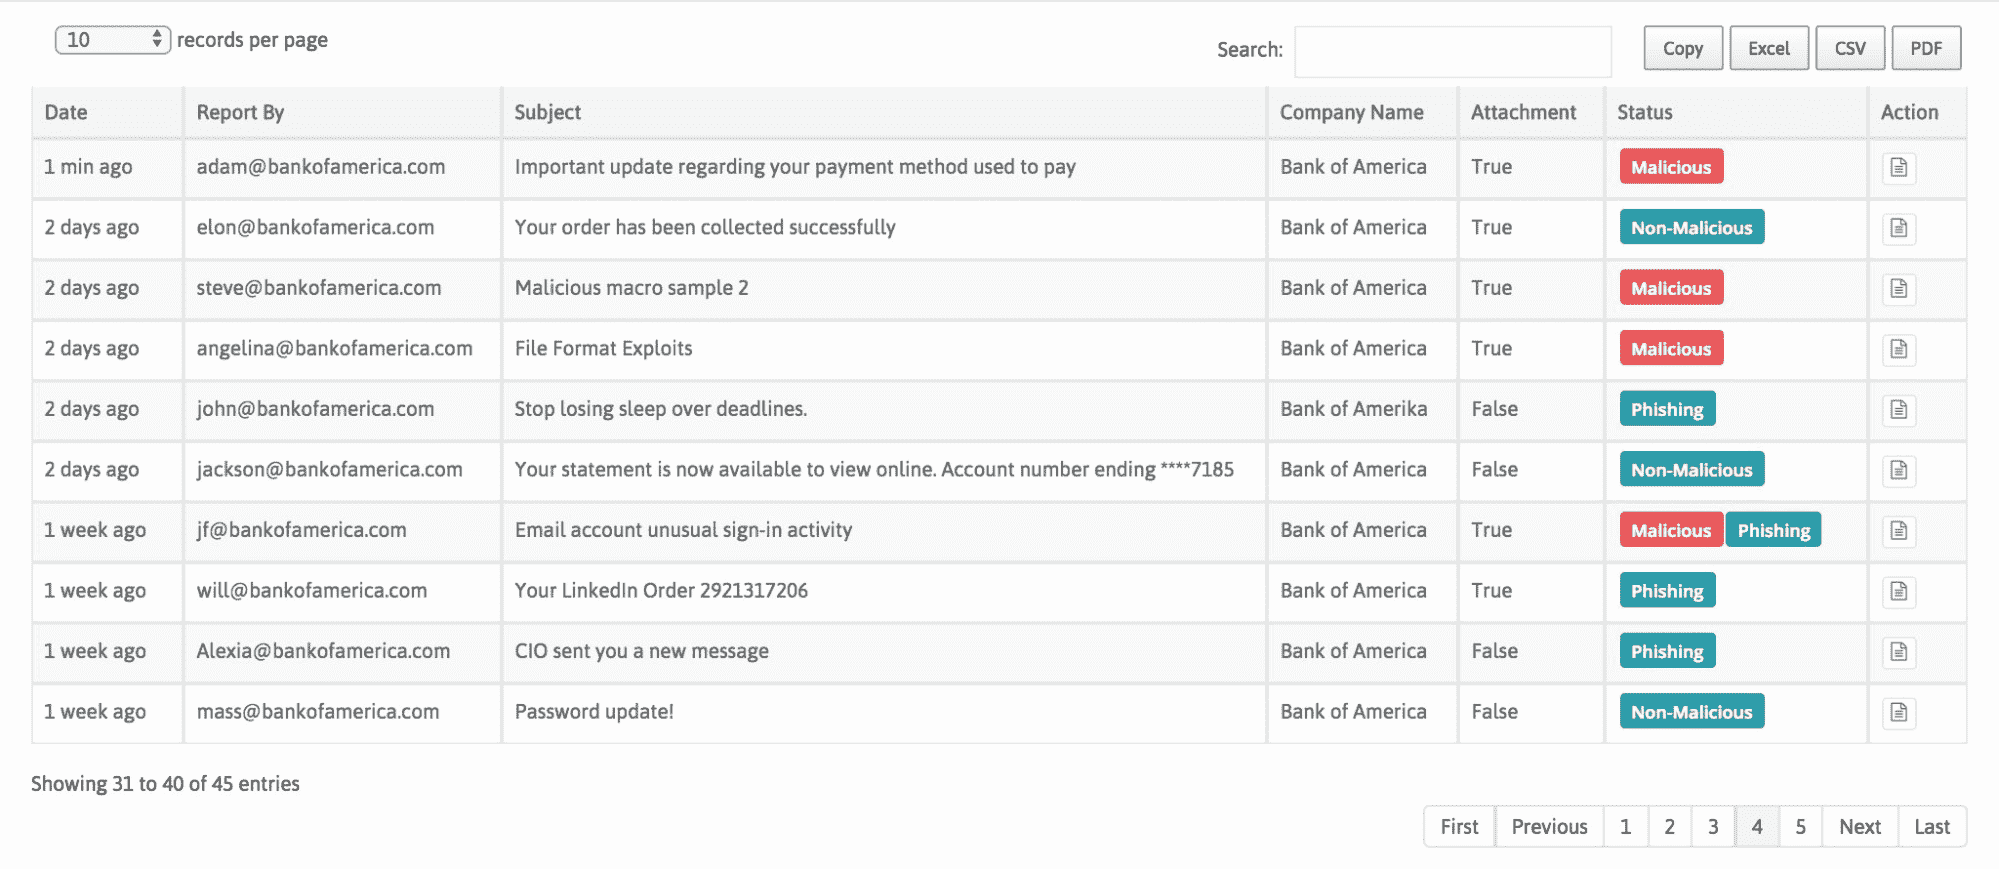 10 records per page Search: Copy Excel CSV PDF
Date Report By Subject Company Name Attachment Status Action
1 min ago adam@bankofamerica.com Important update regarding your payment method used to pay Bank of America True Malicious
2 days ago elon@bankofamerica.com Your order has been collected successfully Bank of America True Non-Malicious
2 days ago steve@bankofamerica.com Malicious macro sample 2 Bank of America True Malicious
2 days ago angelina@bankofamerica.com File Format Exploits Bank of America True Malicious
2 days ago john@bankofamerica.com Stop losing sleep over deadlines. Bank of Amerika False Phishing
2 days ago jackson@bankofamerica.com Your statement is now available to view online. Account number ending ****7185 Bank of America False Non-Malicious
1 week ago jf@bankofamerica.com Email account unusual sign-in activity Bank of America True Malicious Phishing
1 week ago will@bankofamerica.com Your LinkedIn Order 2921317206 Bank of America True Phishing
1 week ago Alexia@bankofamerica.com CIO sent you a new message Bank of America False Phishing
1 week ago mass@bankofamerica.com Password update! Bank of America False Non-Malicious
Showing 31 to 40 of 45 entries
First Previous 1 2 3 4 5 Next Last